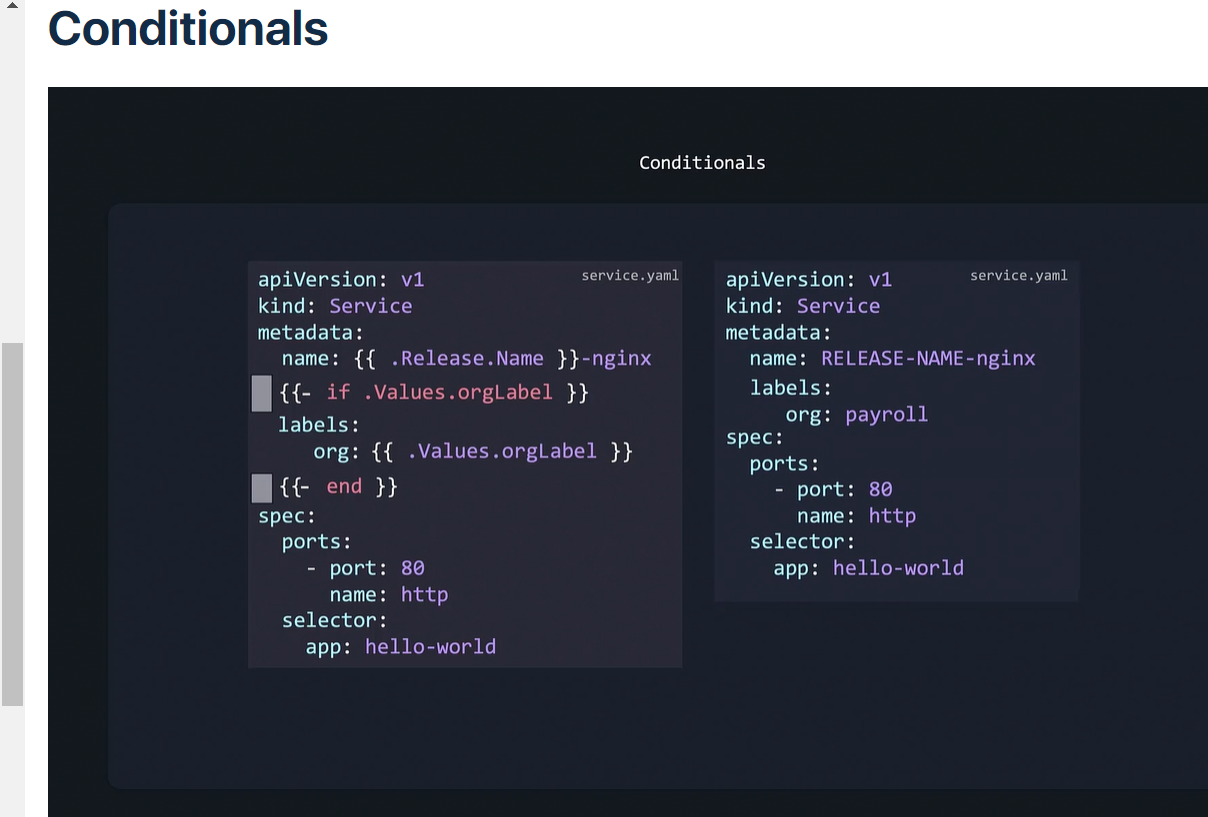 Conditionals
Conditionals
service.yaml
apiVersion: v1
kind: Service
metadata:
  name: {{ .Release.Name }}-nginx
  {{- if .Values.orgLabel }}
  labels:
     org: {{ .Values.orgLabel }}
  {{- end }}
spec:
  ports:
    - port: 80
      name: http
  selector:
    app: hello-world
service.yaml
apiVersion: v1
kind: Service
metadata:
  name: RELEASE-NAME-nginx
  labels:
     org: payroll
spec:
  ports:
    - port: 80
      name: http
  selector:
    app: hello-world